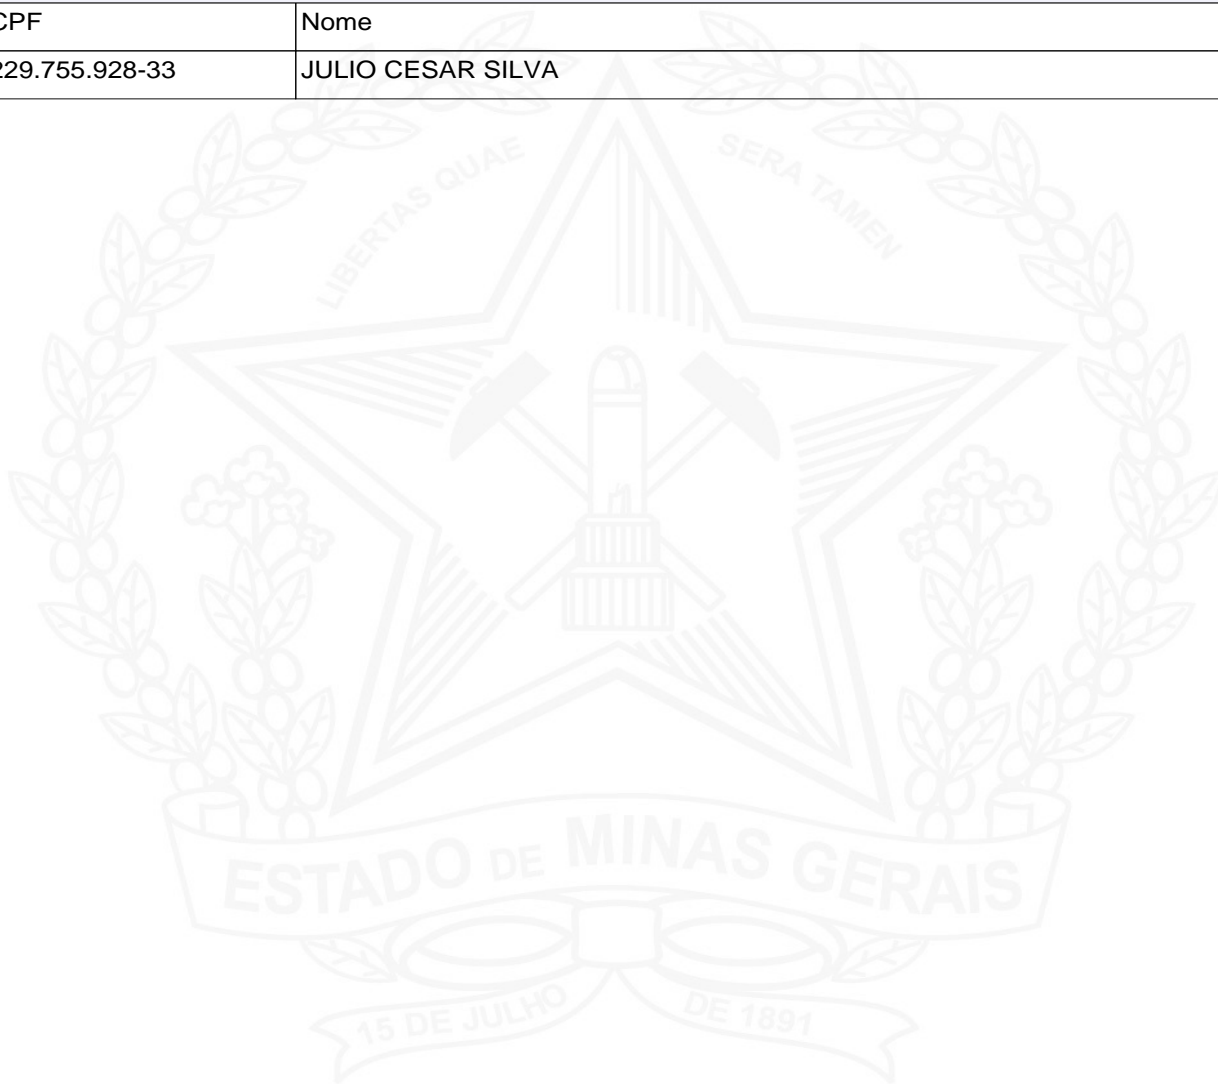 CPF Nome
229.755.928-33 JULIO CESAR SILVA
LIBERTAS QUAE SERA TAMEN
ESTADO DE MINAS GERAIS
15 DE JULHO DE 1891